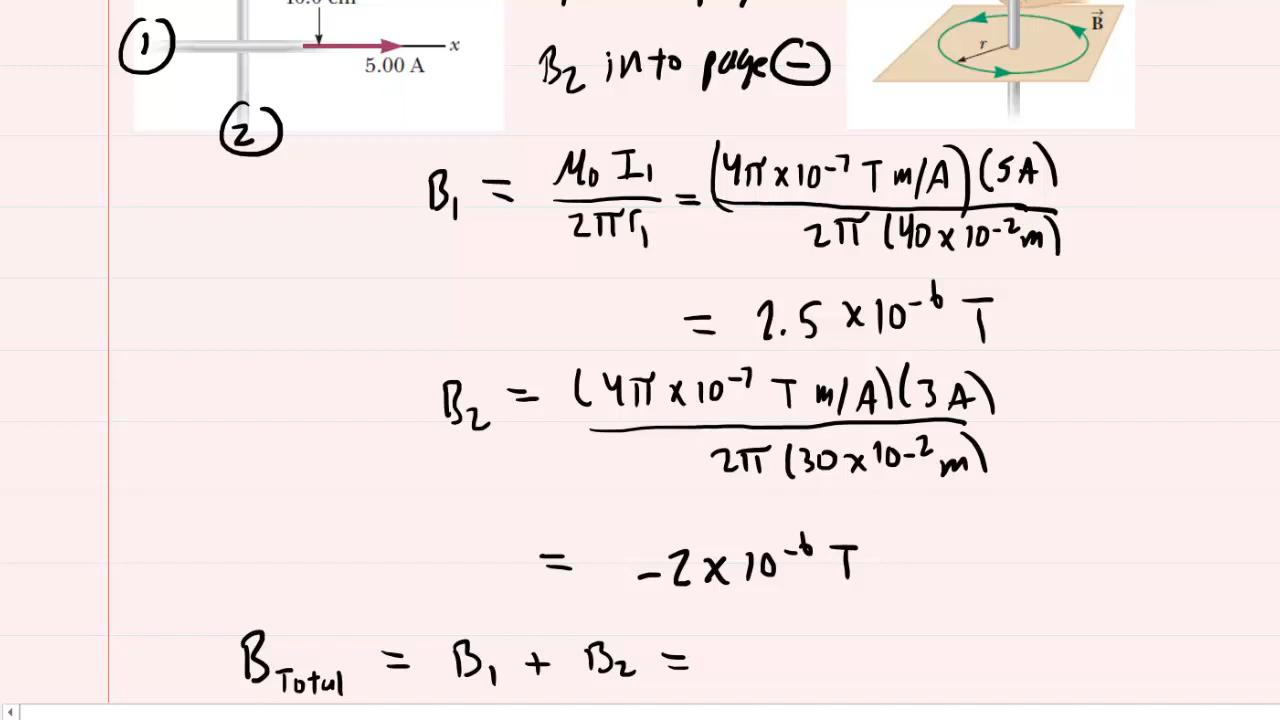 1
x
5.00 A
2
B₂ into page (−)
r
B⃗
B₁ = μ₀ I₁ / 2πr₁ = (4π × 10⁻⁷ T m/A)(5A) / 2π (40 × 10⁻² m)
= 2.5 × 10⁻⁶ T
B₂ = (4π × 10⁻⁷ T m/A)(3 A) / 2π (30 × 10⁻² m)
= -2 × 10⁻⁶ T
B_Total = B₁ + B₂ =